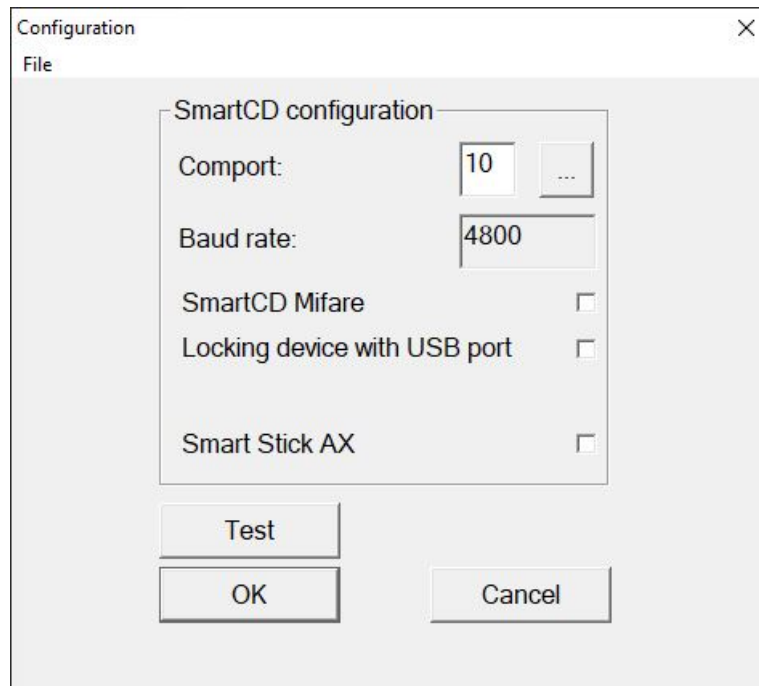 Configuration
File
SmartCD configuration
Comport: 10 ...
Baud rate: 4800
SmartCD Mifare
Locking device with USB port
Smart Stick AX
Test
OK Cancel